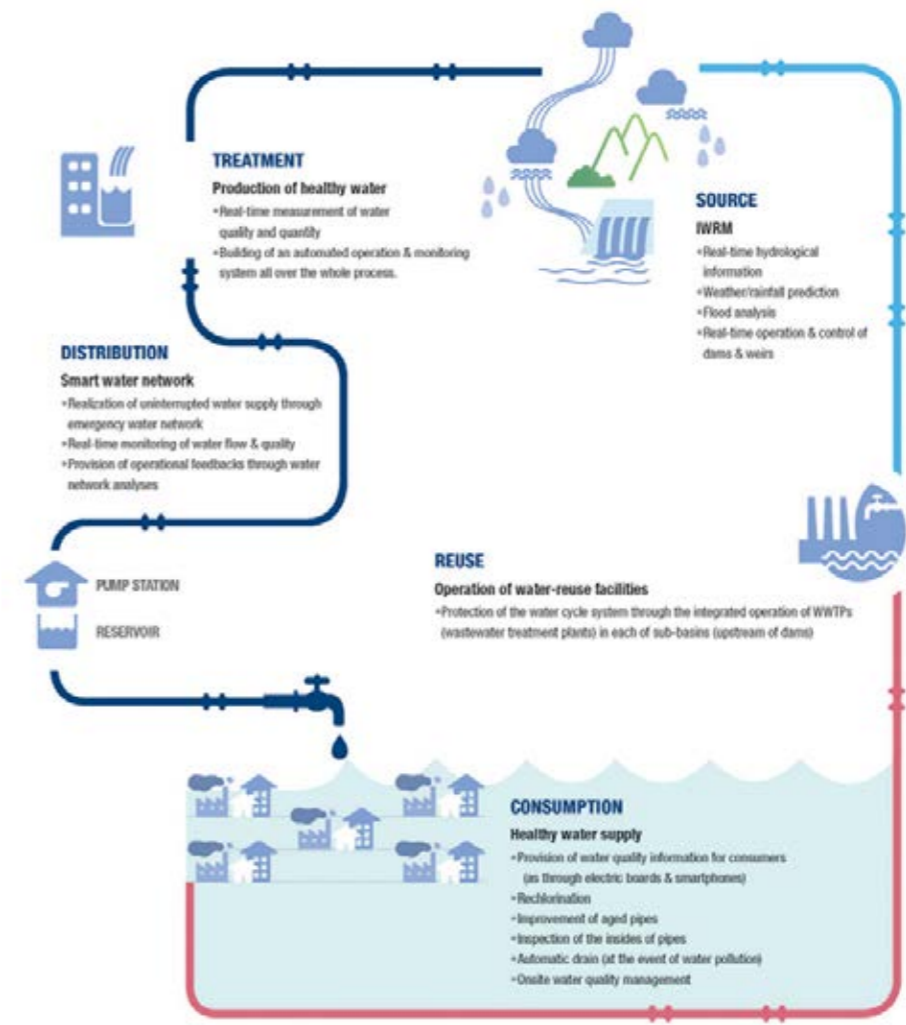 TREATMENT
Production of healthy water
•Real-time measurement of water
quality and quantity
•Building of an automated operation & monitoring
system all over the whole process.
SOURCE
IWRM
•Real-time hydrological
information
•Weather/rainfall prediction
•Flood analysis
•Real-time operation & control of
dams & weirs
DISTRIBUTION
Smart water network
•Realization of uninterrupted water supply through
emergency water network
•Real-time monitoring of water flow & quality
•Provision of operational feedbacks through water
network analyses
PUMP STATION
RESERVOIR
REUSE
Operation of water-reuse facilities
•Protection of the water cycle system through the integrated operation of WWTPs
(wastewater treatment plants) in each of sub-basins (upstream of dams)
CONSUMPTION
Healthy water supply
•Provision of water quality information for consumers
(as through electric boards & smartphones)
•Rechlorination
•Improvement of aged pipes
•Inspection of the insides of pipes
•Automatic drain (at the event of water pollution)
•Onsite water quality management